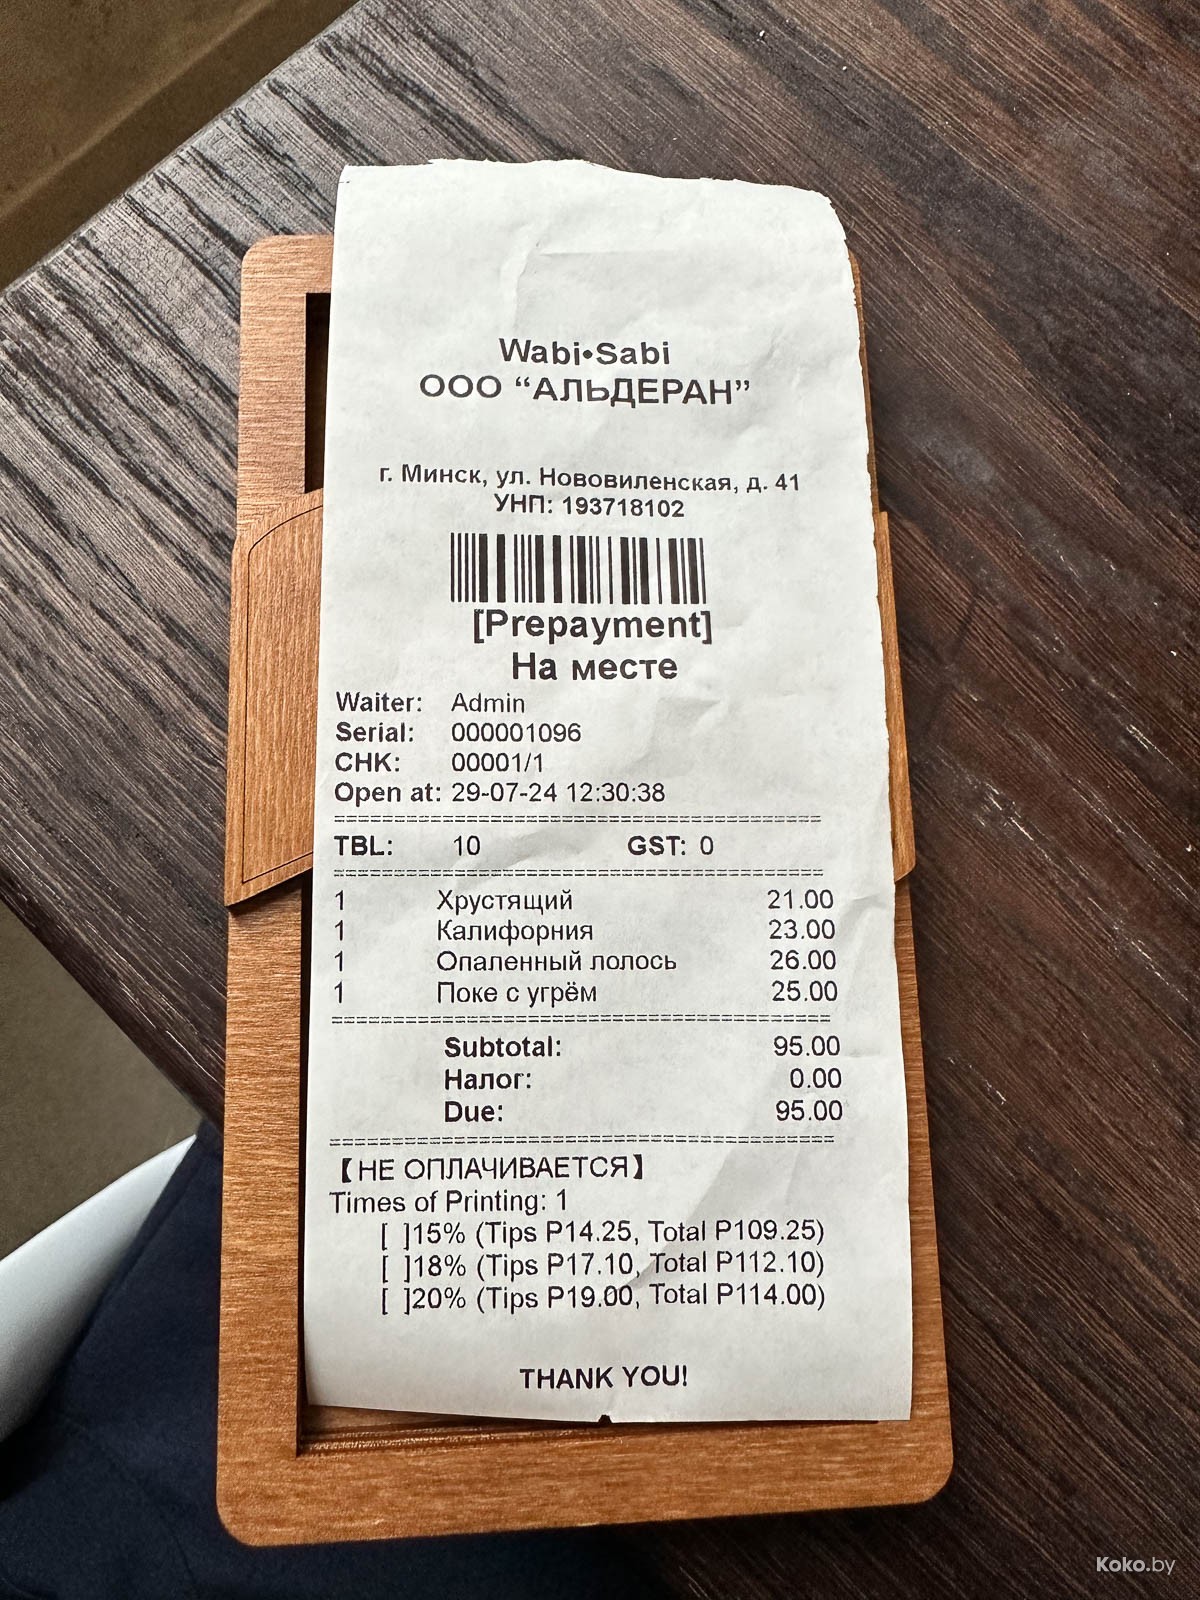 Wabi•Sabi
ООО “АЛЬДЕРАН”
г. Минск, ул. Нововиленская, д. 41
УНП: 193718102
[Prepayment]
На месте
Waiter: Admin
Serial: 000001096
CHK: 00001/1
Open at: 29-07-24 12:30:38
TBL: 10 GST: 0
1 Хрустящий 21.00
1 Калифорния 23.00
1 Опаленный лолось 26.00
1 Поке с угрём 25.00
Subtotal: 95.00
Налог: 0.00
Due: 95.00
【НЕ ОПЛАЧИВАЕТСЯ】
Times of Printing: 1
[ ]15% (Tips P14.25, Total P109.25)
[ ]18% (Tips P17.10, Total P112.10)
[ ]20% (Tips P19.00, Total P114.00)
THANK YOU!
Koko.by